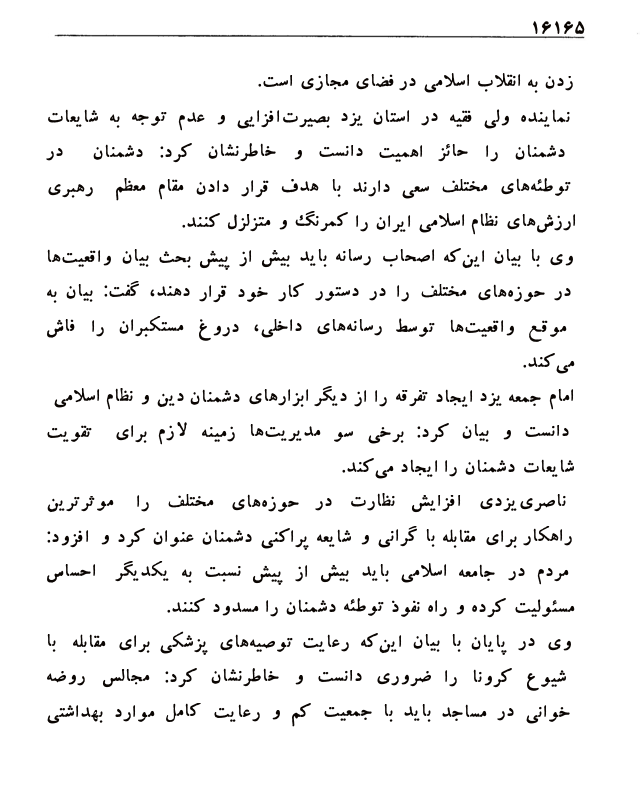 ۱۶۱۶۵
زدن به انقلاب اسلامی در فضای مجازی است.
نماینده ولی فقیه در استان یزد بصیرت‌افزایی و عدم توجه به شایعات
دشمنان را حائز اهمیت دانست و خاطرنشان کرد: دشمنان در
توطئه‌های مختلف سعی دارند با هدف قرار دادن مقام معظم رهبری
ارزش‌های نظام اسلامی ایران را کمرنگ و متزلزل کنند.
وی با بیان این‌که اصحاب رسانه باید بیش از پیش بحث بیان واقعیت‌ها
در حوزه‌های مختلف را در دستور کار خود قرار دهند، گفت: بیان به
موقع واقعیت‌ها توسط رسانه‌های داخلی، دروغ مستکبران را فاش
می‌کند.
امام جمعه یزد ایجاد تفرقه را از دیگر ابزارهای دشمنان دین و نظام اسلامی
دانست و بیان کرد: برخی سو مدیریت‌ها زمینه لازم برای تقویت
شایعات دشمنان را ایجاد می‌کند.
ناصری‌یزدی افزایش نظارت در حوزه‌های مختلف را موثرترین
راهکار برای مقابله با گرانی و شایعه پراکنی دشمنان عنوان کرد و افزود:
مردم در جامعه اسلامی باید بیش از پیش نسبت به یکدیگر احساس
مسئولیت کرده و راه نفوذ توطئه دشمنان را مسدود کنند.
وی در پایان با بیان این‌که رعایت توصیه‌های پزشکی برای مقابله با
شیوع کرونا را ضروری دانست و خاطرنشان کرد: مجالس روضه
خوانی در مساجد باید با جمعیت کم و رعایت کامل موارد بهداشتی